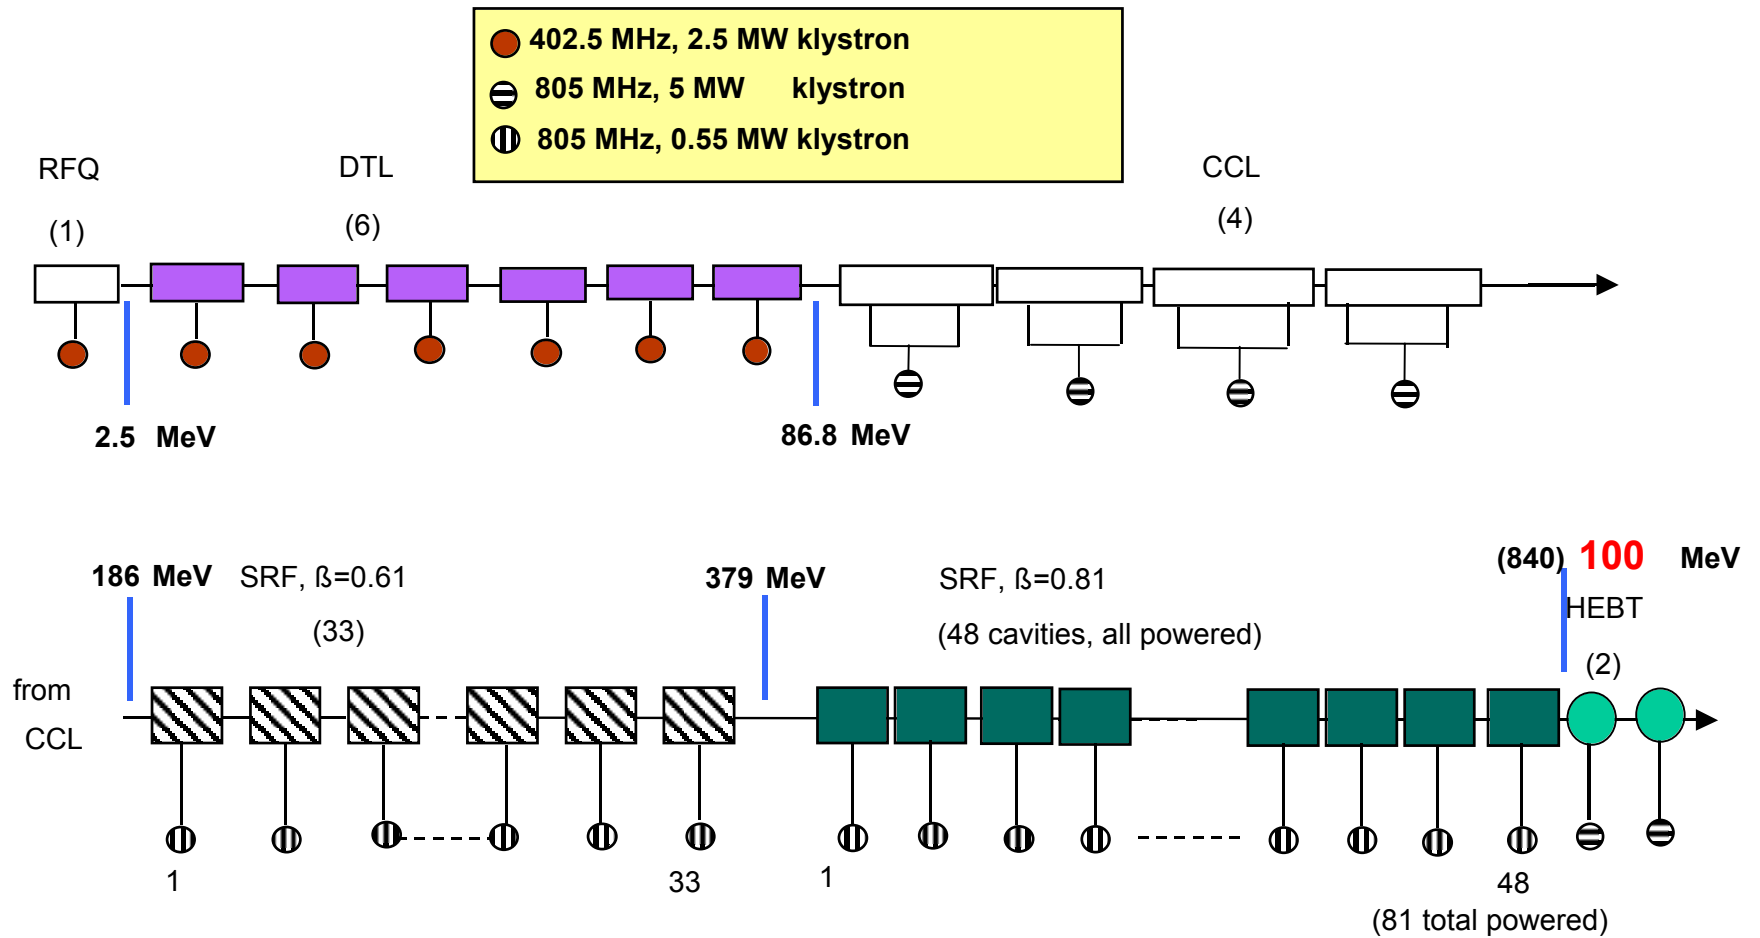 402.5 MHz, 2.5 MW klystron
805 MHz, 5 MW klystron
805 MHz, 0.55 MW klystron
RFQ
(1)
DTL
(6)
CCL
(4)
2.5 MeV
86.8 MeV
186 MeV
SRF, ß=0.61
(33)
379 MeV
SRF, ß=0.81
(48 cavities, all powered)
(840) 100 MeV
HEBT
(2)
from
CCL
1
33
1
48
(81 total powered)